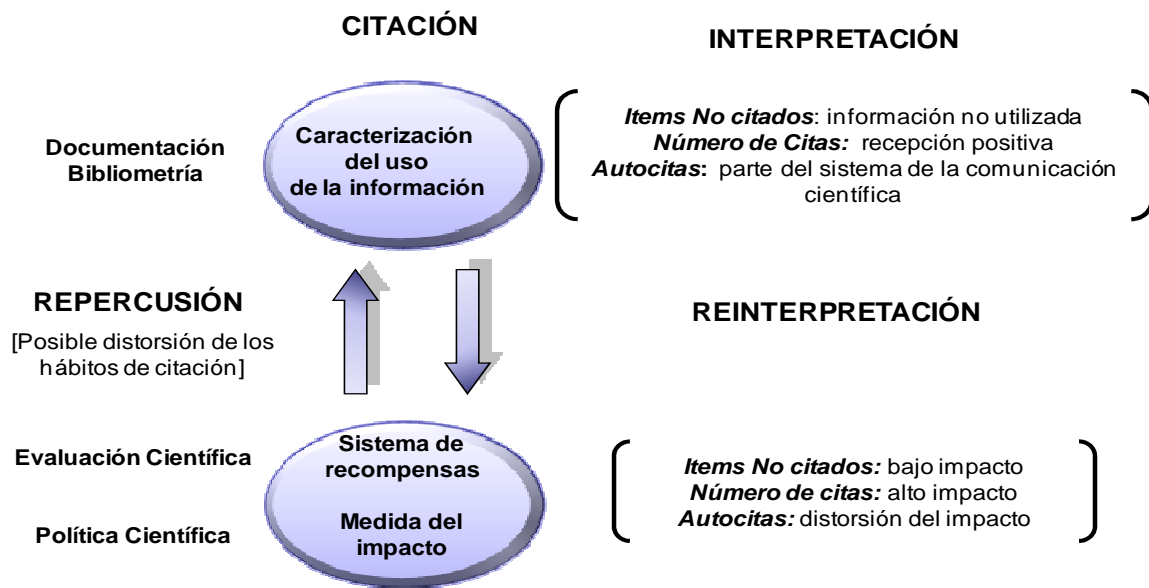 CITACIÓN
INTERPRETACIÓN
Documentación
Bibliometría
Caracterización
del uso
de la información
Items No citados: información no utilizada
Número de Citas: recepción positiva
Autocitas: parte del sistema de la comunicación
científica
REPERCUSIÓN
[Posible distorsión de los
hábitos de citación]
REINTERPRETACIÓN
Evaluación Científica
Política Científica
Sistema de
recompensas
Medida del
impacto
Items No citados: bajo impacto
Número de citas: alto impacto
Autocitas: distorsión del impacto